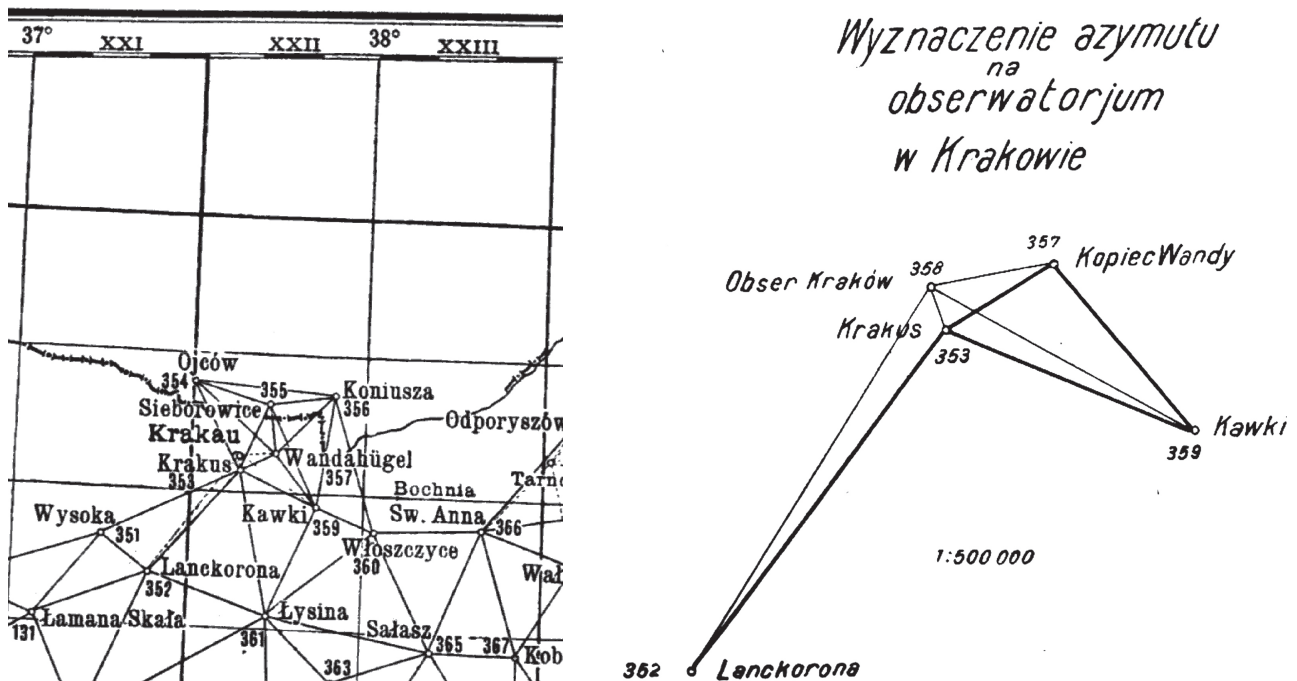 37°
XXI
XXII
38°
XXIII
Ojców
354
355
Koniusza
356
Sieborowice
Odporyszów
Krakau
Krakus
Wandahügel
353
357
Tarno
Bochnia
Wysoka
Kawki
359
Sw. Anna
366
351
Włoszczyce
360
Lanckorona
352
Wał
Łamana Skała
131
Łysina
361
Sałasz
365
367
Kob
363
Wyznaczenie azymutu
na
obserwatorjum
w Krakowie
357
Kopiec Wandy
358
Obser Kraków
Krakus
353
Kawki
359
1:500 000
352
Lanckorona